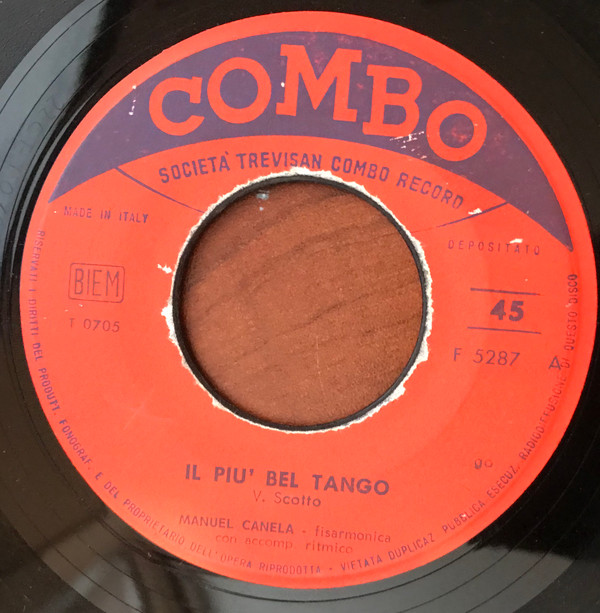 COMBO
SOCIETÀ TREVISAN COMBO RECORD
MADE IN ITALY
DEPOSITATO
BIEM
T 0705
45
F 5287 A
IL PIU' BEL TANGO
V. Scotto
MANUEL CANELA - fisarmonica
con accomp. ritmico
RISERVATI I DIRITTI DEL PRODUT. FONOGRAF. E DEL PROPRIETARIO DELL'OPERA RIPRODOTTA - VIETATA DUPLICAZ. PUBBLICA ESECUZ. RADIODIFFUSIONE DI QUESTO DISCO